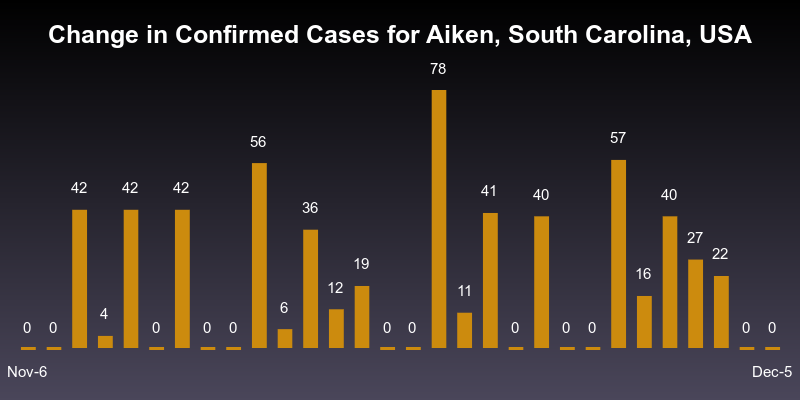 Change in Confirmed Cases for Aiken, South Carolina, USA
0 0 42 4 42 0 42 0 0 56 6 36 12 19 0 0 78 11 41 0 40 0 0 57 16 40 27 22 0 0
Nov-6 Dec-5